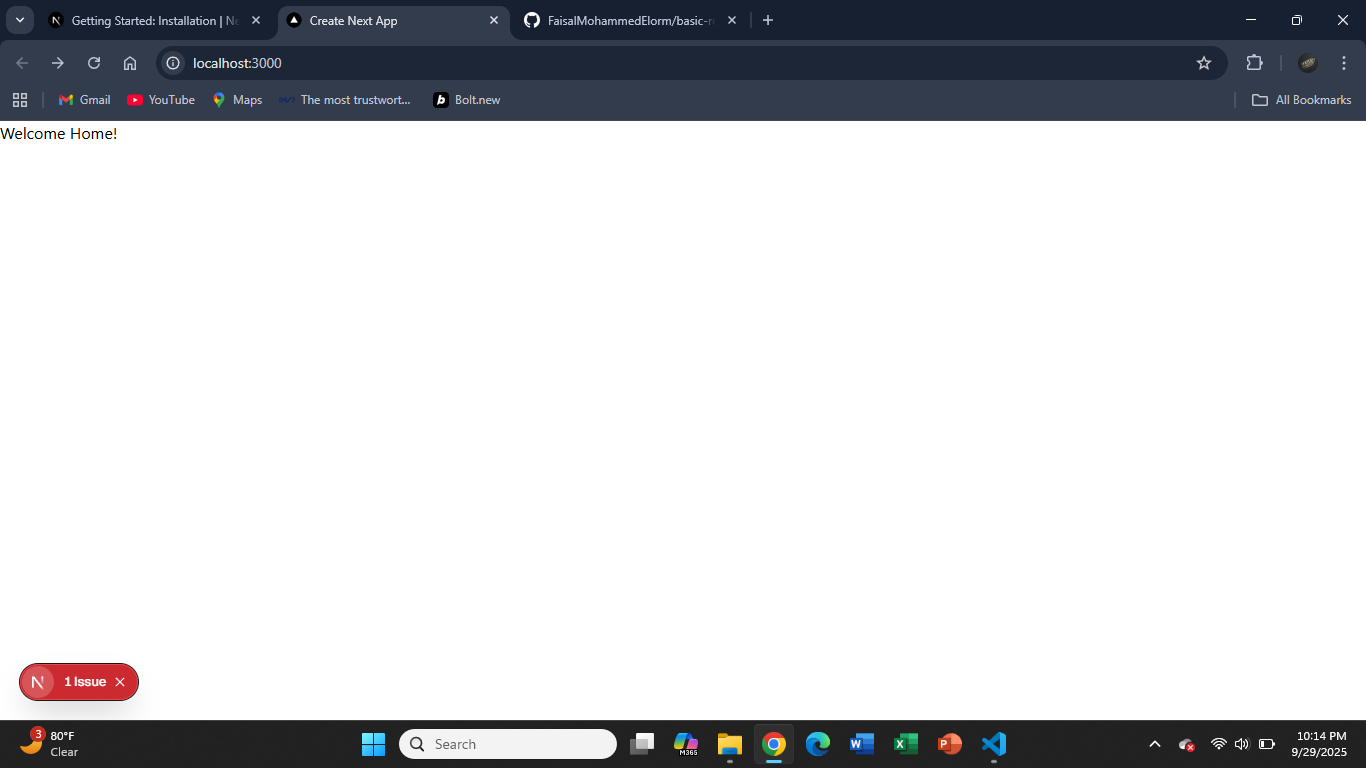 Getting Started: Installation | Ne
Create Next App
FaisalMohammedElorm/basic-r
localhost:3000
Gmail
YouTube
Maps
The most trustwort...
b Bolt.new
All Bookmarks
Welcome Home!
N 1 Issue
3
80°F
Clear
Search
M365
W
X
P
10:14 PM
9/29/2025